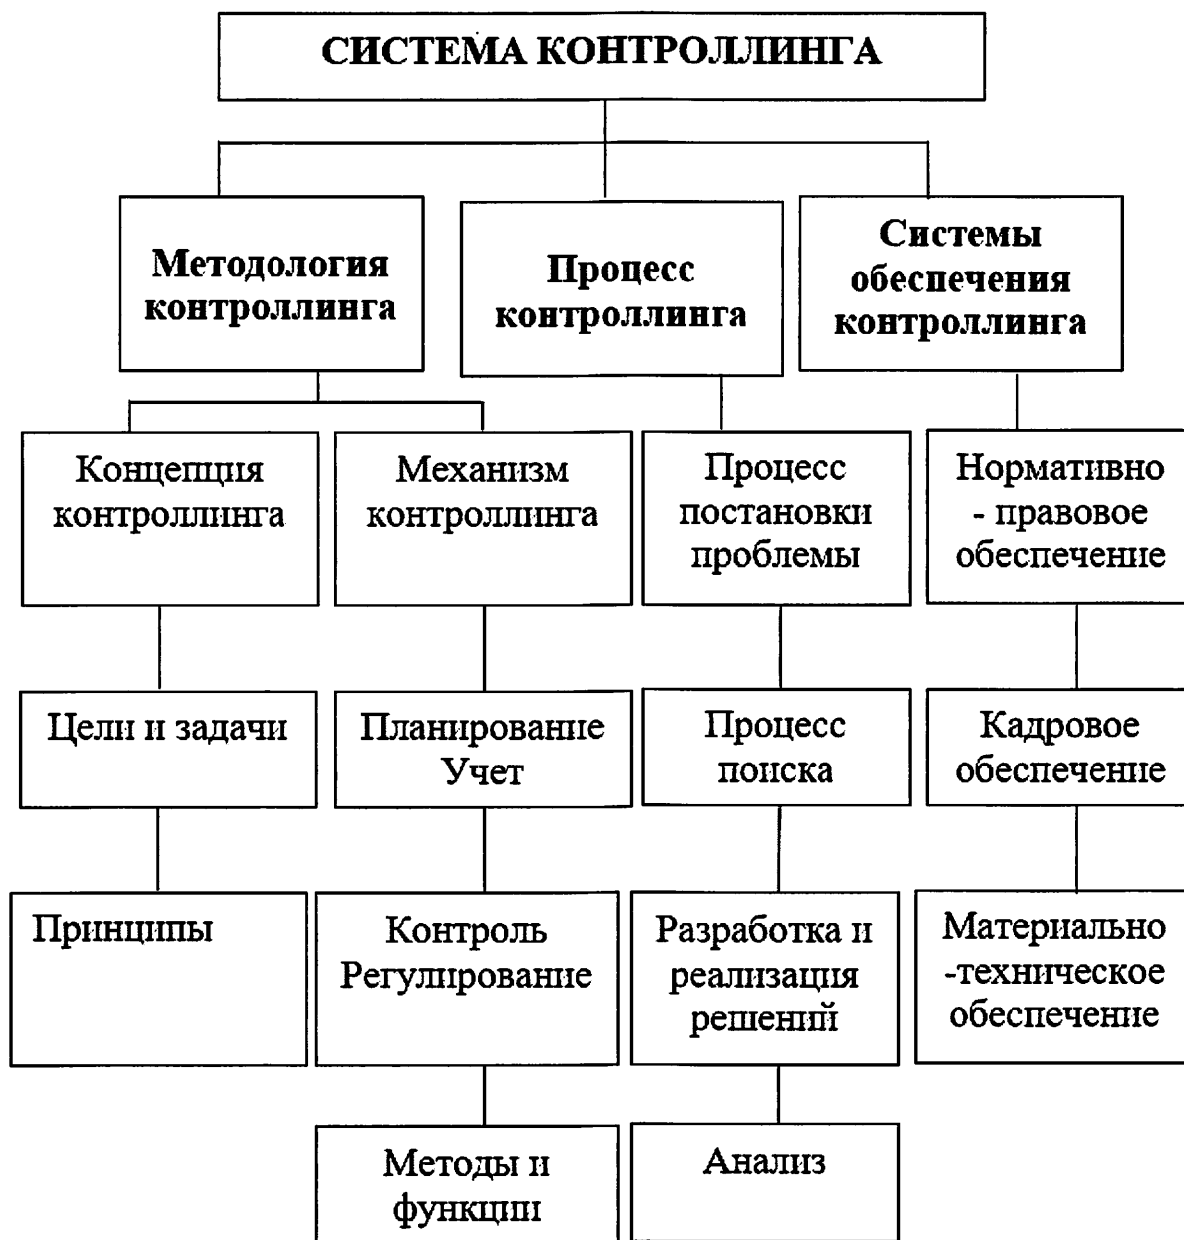 СИСТЕМА КОНТРОЛЛИНГА
Методология
контроллинга
Процесс
контроллинга
Системы
обеспечения
контроллинга
Концепция
контроллинга
Механизм
контроллинга
Процесс
постановки
проблемы
Нормативно
- правовое
обеспечение
Цели и задачи
Планирование
Учет
Процесс
поиска
Кадровое
обеспечение
Принципы
Контроль
Регулирование
Разработка и
реализация
решений
Материально
-техническое
обеспечение
Методы и
функции
Анализ